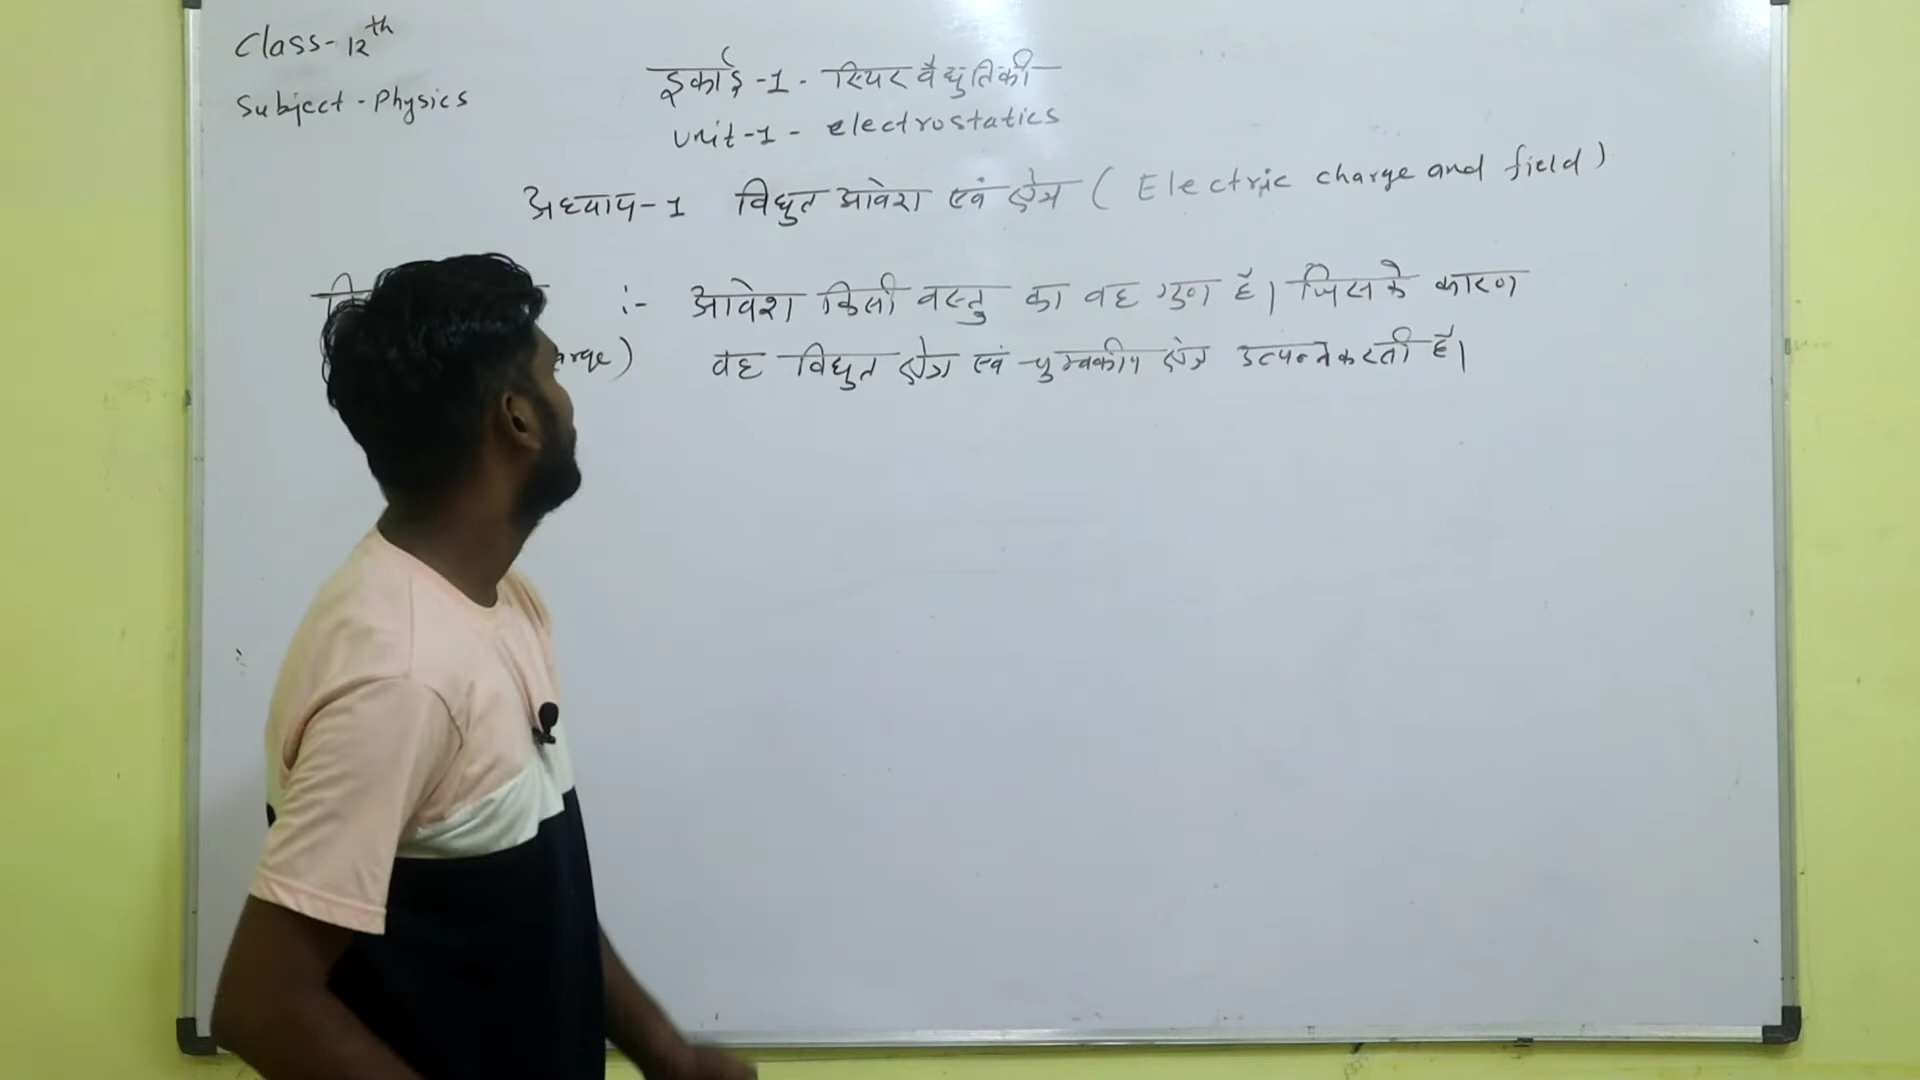 Class-12th
Subject-Physics
इकाई-1- स्थिर वैद्युतिकी
unit-1- electrostatics
अध्याय-1 विद्युत आवेश एवं क्षेत्र ( Electric charge and field )
:- आवेश किसी वस्तु का वह गुण है। जिसके कारण
वह विद्युत क्षेत्र एवं चुम्बकीय क्षेत्र उत्पन्न करती है।